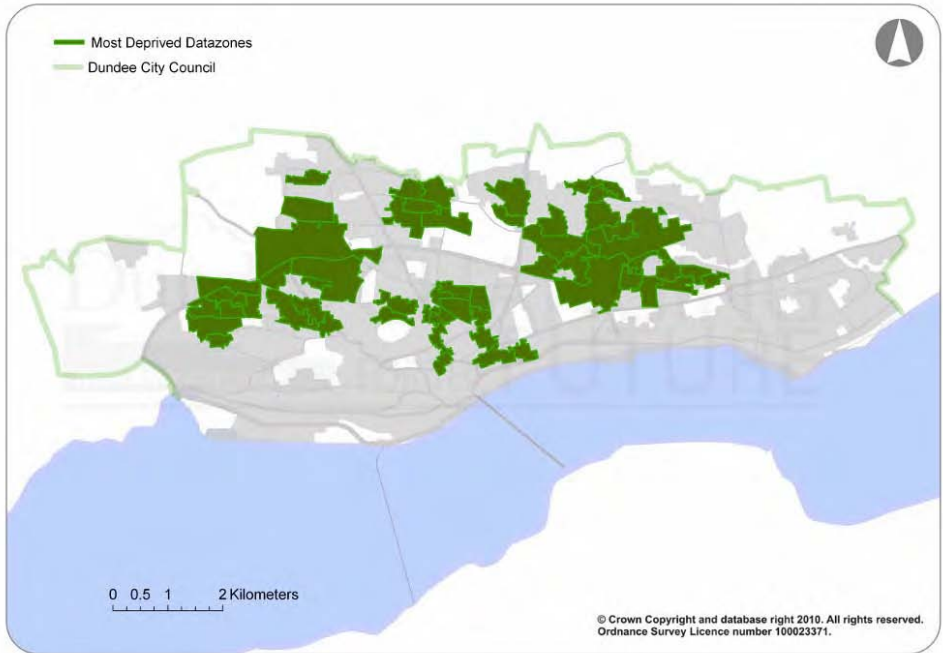 Most Deprived Datazones
Dundee City Council
0 0.5 1 2 Kilometers
© Crown Copyright and database right 2010. All rights reserved.
Ordnance Survey Licence number 100023371.